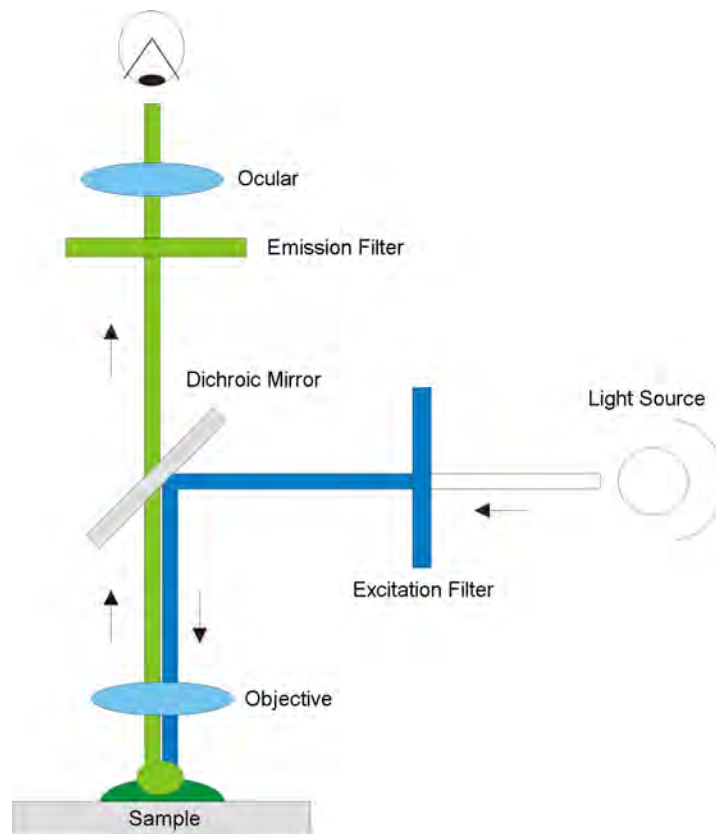 Ocular
Emission Filter
Dichroic Mirror
Light Source
Excitation Filter
Objective
Sample